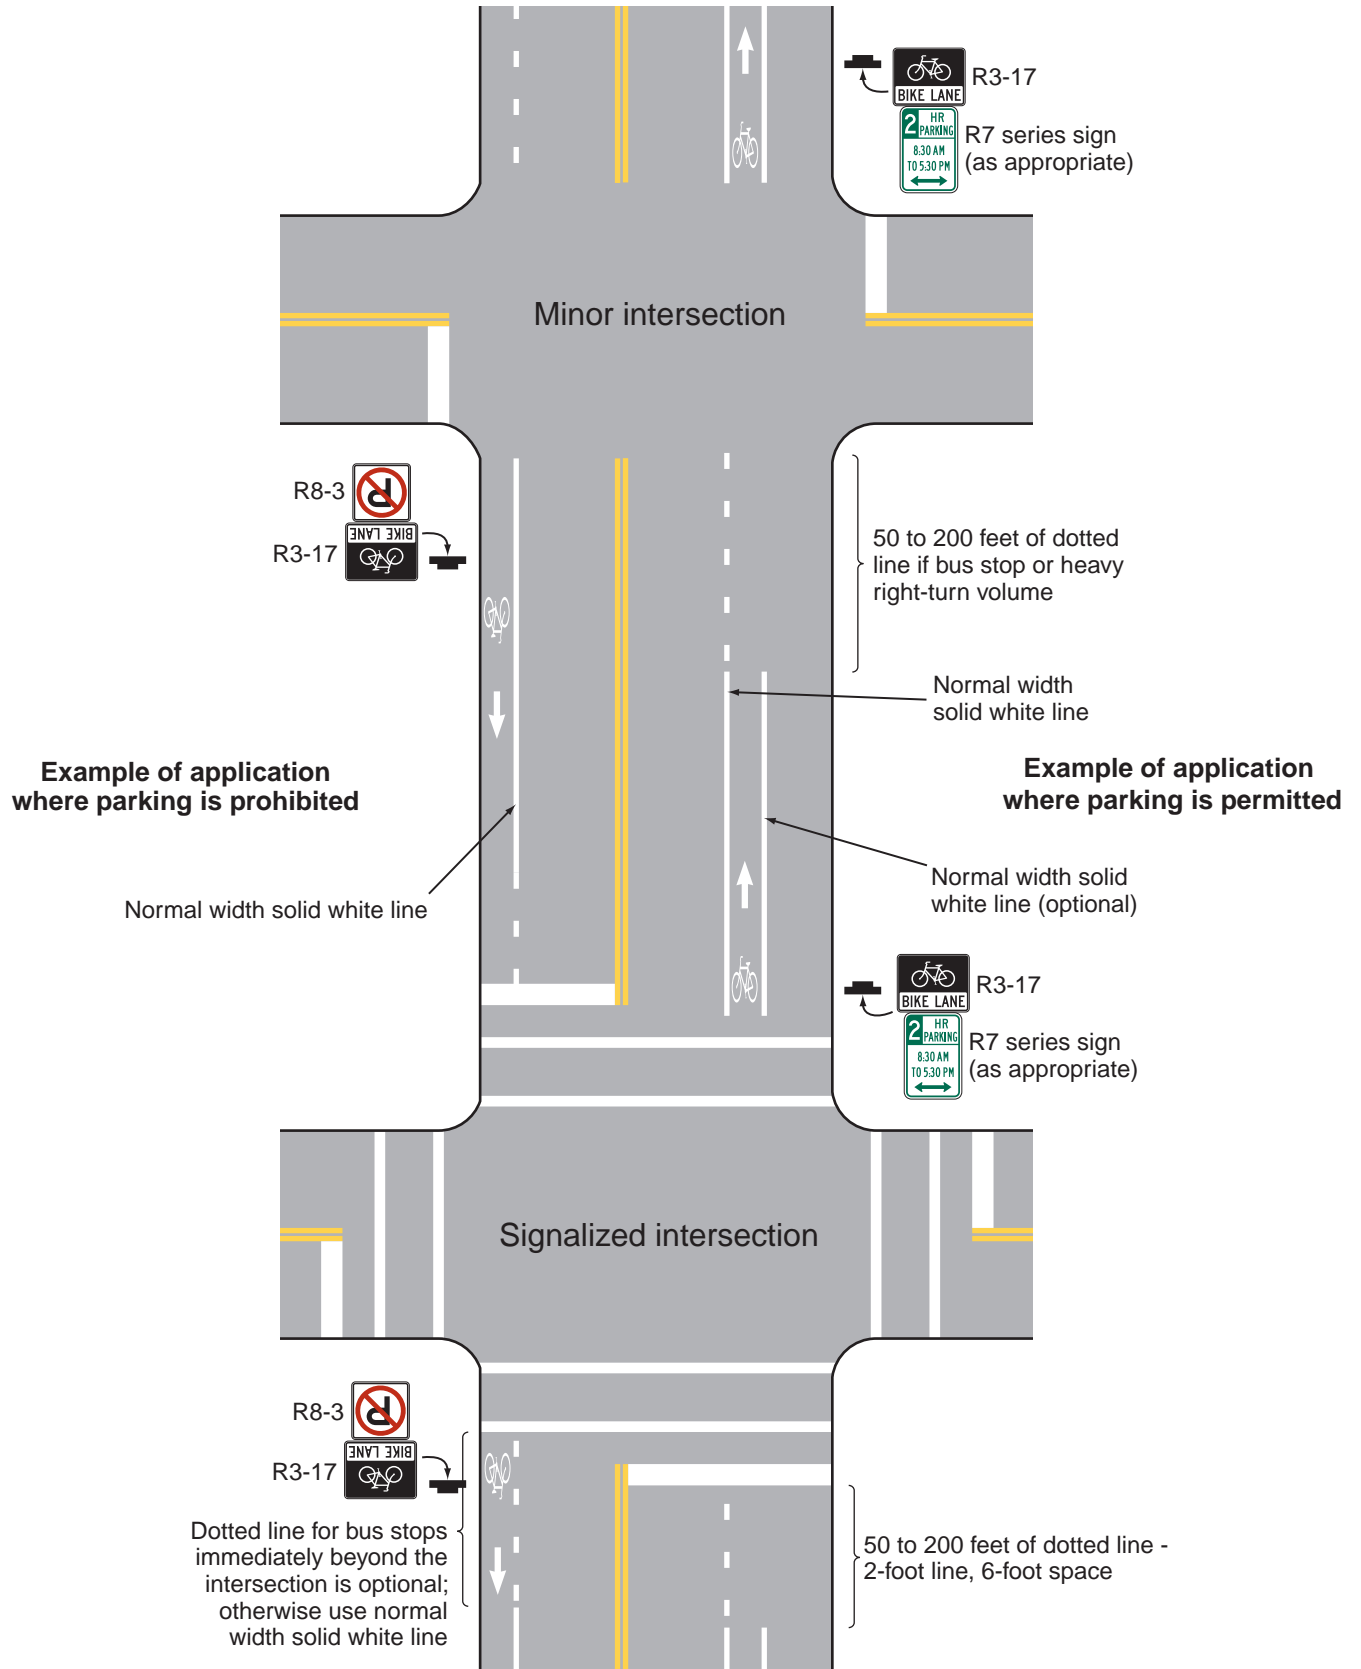 BIKE LANE
R3-17
2 HR
PARKING
8:30 AM
TO 5:30 PM
R7 series sign
(as appropriate)
Minor intersection
R8-3
P
BIKE LANE
R3-17
50 to 200 feet of dotted
line if bus stop or heavy
right-turn volume
Normal width
solid white line
Example of application
where parking is prohibited
Example of application
where parking is permitted
Normal width solid white line
Normal width solid
white line (optional)
BIKE LANE
R3-17
2 HR
PARKING
8:30 AM
TO 5:30 PM
R7 series sign
(as appropriate)
Signalized intersection
R8-3
P
BIKE LANE
R3-17
Dotted line for bus stops
immediately beyond the
intersection is optional;
otherwise use normal
width solid white line
50 to 200 feet of dotted line -
2-foot line, 6-foot space